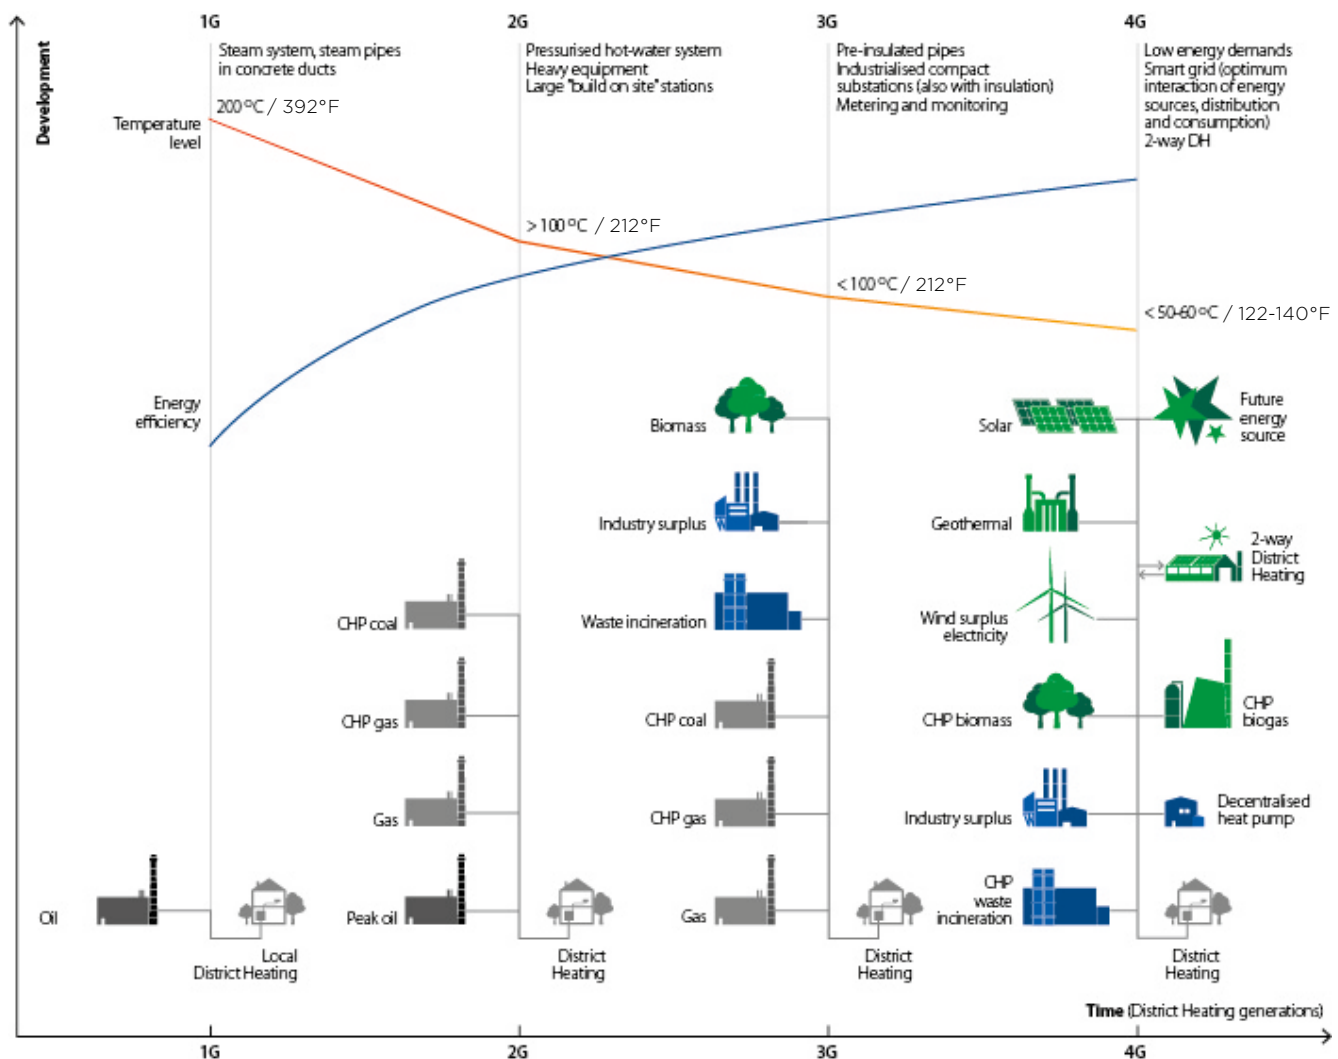 1G
2G
3G
4G
Development
Steam system, steam pipes
in concrete ducts
Pressurised hot-water system
Heavy equipment
Large "build on site" stations
Pre-insulated pipes
Industrialised compact
substations (also with insulation)
Metering and monitoring
Low energy demands
Smart grid (optimum
interaction of energy
sources, distribution
and consumption)
2-way DH
Temperature
level
200 °C / 392°F
> 100 °C / 212°F
< 100 °C / 212°F
< 50-60 °C / 122-140°F
Energy
efficiency
Biomass
Solar
Future
energy
source
Industry surplus
Geothermal
2-way
District
Heating
CHP coal
Waste incineration
Wind surplus
electricity
CHP gas
CHP coal
CHP biomass
CHP
biogas
Gas
CHP gas
Industry surplus
Decentralised
heat pump
Oil
Peak oil
Gas
CHP
waste
incineration
Local
District Heating
District
Heating
District
Heating
District
Heating
Time (District Heating generations)
1G
2G
3G
4G